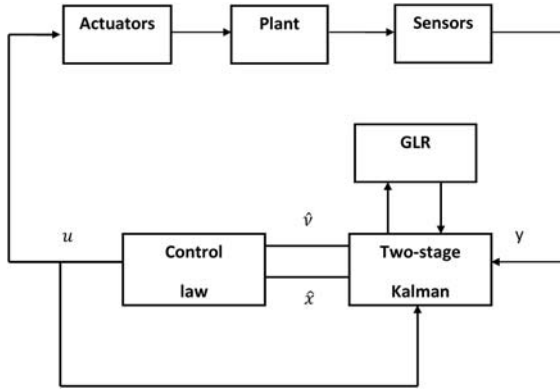 Actuators
Plant
Sensors
GLR
u
Control
law
v̂
x̂
Two-stage
Kalman
y